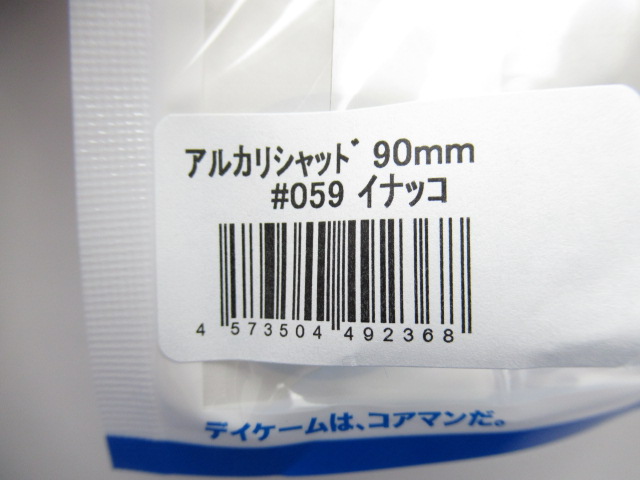 アルカリシャッド 90mm
#059 イナッコ
4 573504 492368
デイゲームは、コアマンだ。